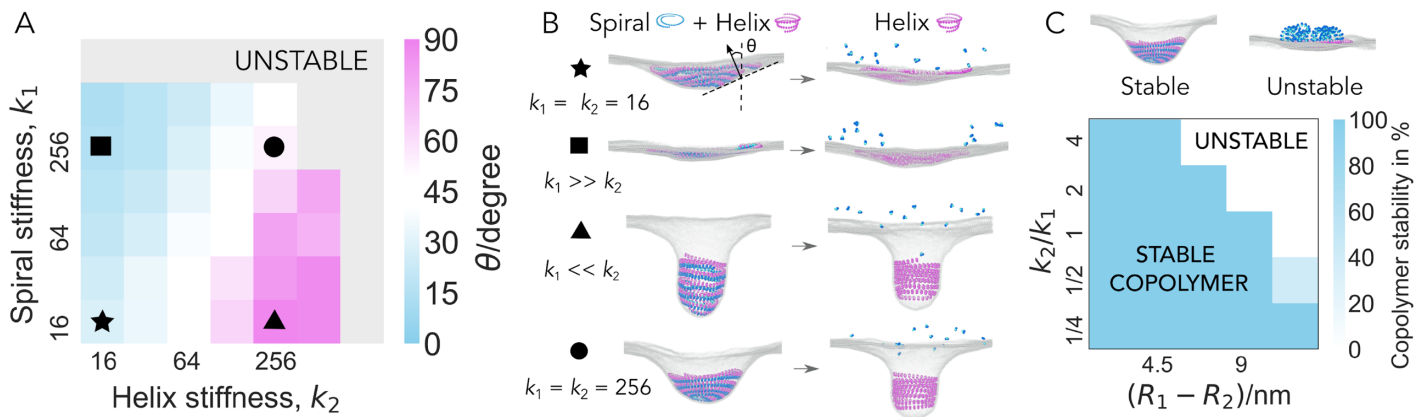 A
UNSTABLE
Spiral stiffness, k₁
256
64
16
16
64
256
Helix stiffness, k₂
90
75
60
45
30
15
0
θ/degree
B
Spiral + Helix
Helix
θ
k₁ = k₂ = 16
k₁ >> k₂
k₁ << k₂
k₁ = k₂ = 256
C
Stable
Unstable
k₂/k₁
4
2
1
1/2
1/4
UNSTABLE
STABLE
COPOLYMER
4.5
9
(R₁ − R₂)/nm
100
80
60
40
20
0
Copolymer stability in %